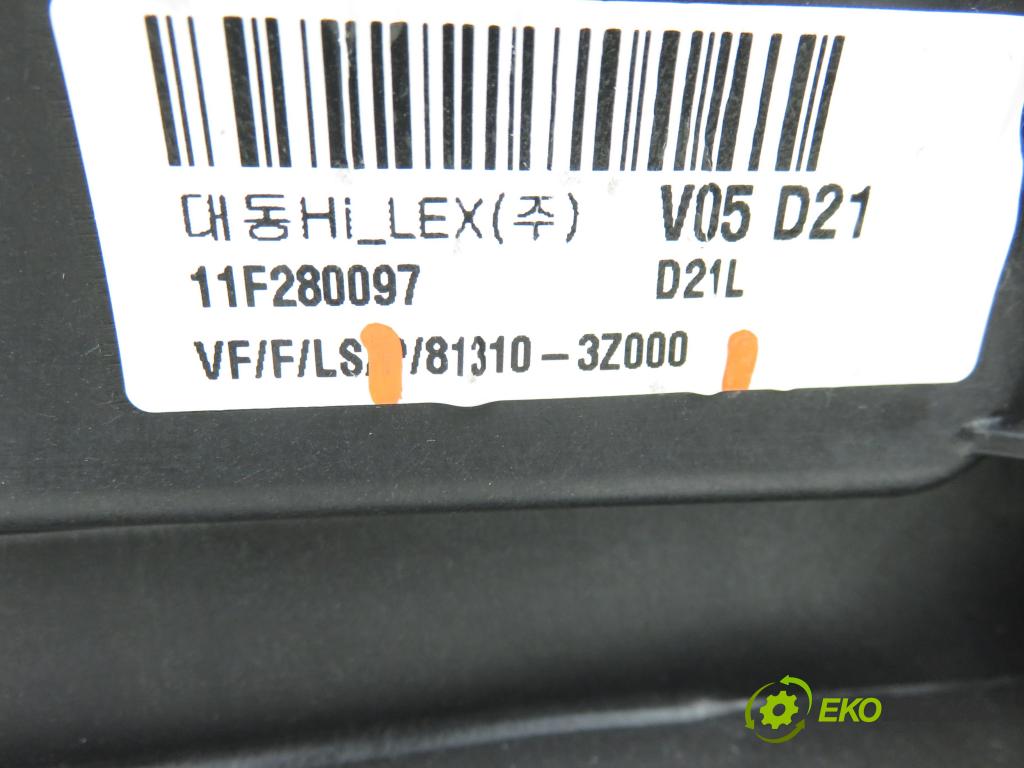 대동Hi_LEX(주) V05 D21
11F280097 D21L
VF/F/LS /81310-3Z000
EKO